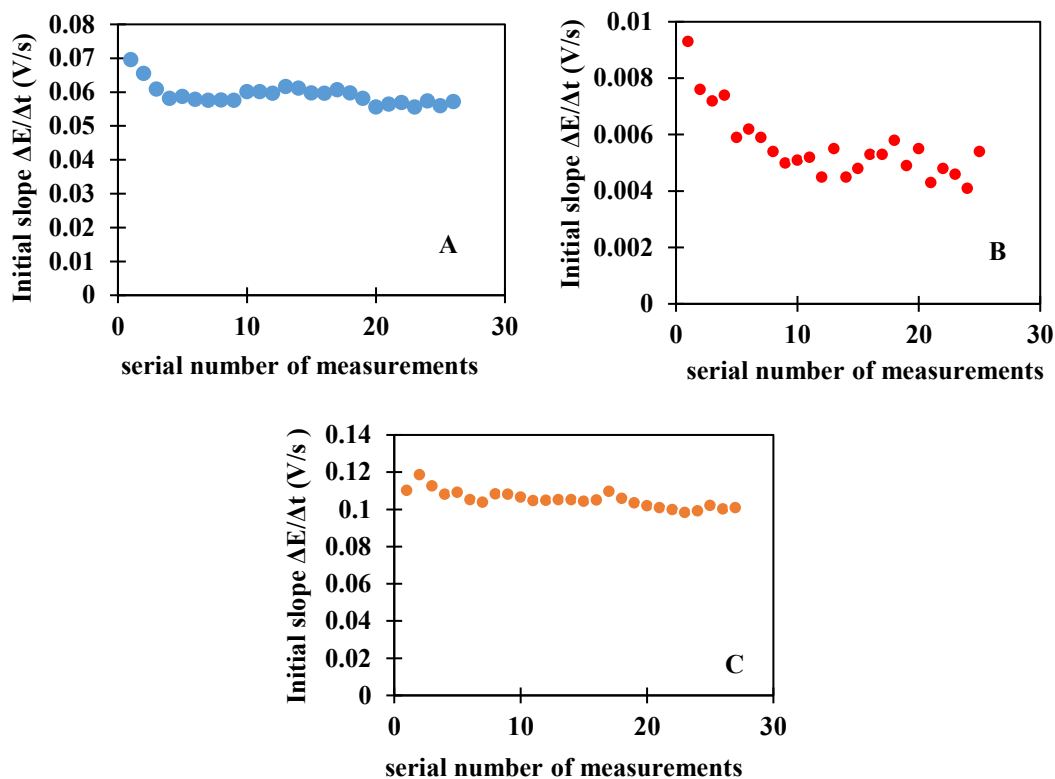 Initial slope ΔE/Δt (V/s)
0.08
0.07
0.06
0.05
0.04
0.03
0.02
0.01
0
A
0 10 20 30
serial number of measurements
Initial slope ΔE/Δt (V/s)
0.01
0.008
0.006
0.004
0.002
0
B
0 10 20 30
serial number of measurements
Initial slope ΔE/Δt (V/s )
0.14
0.12
0.1
0.08
0.06
0.04
0.02
0
C
0 10 20 30
serial number of measurements